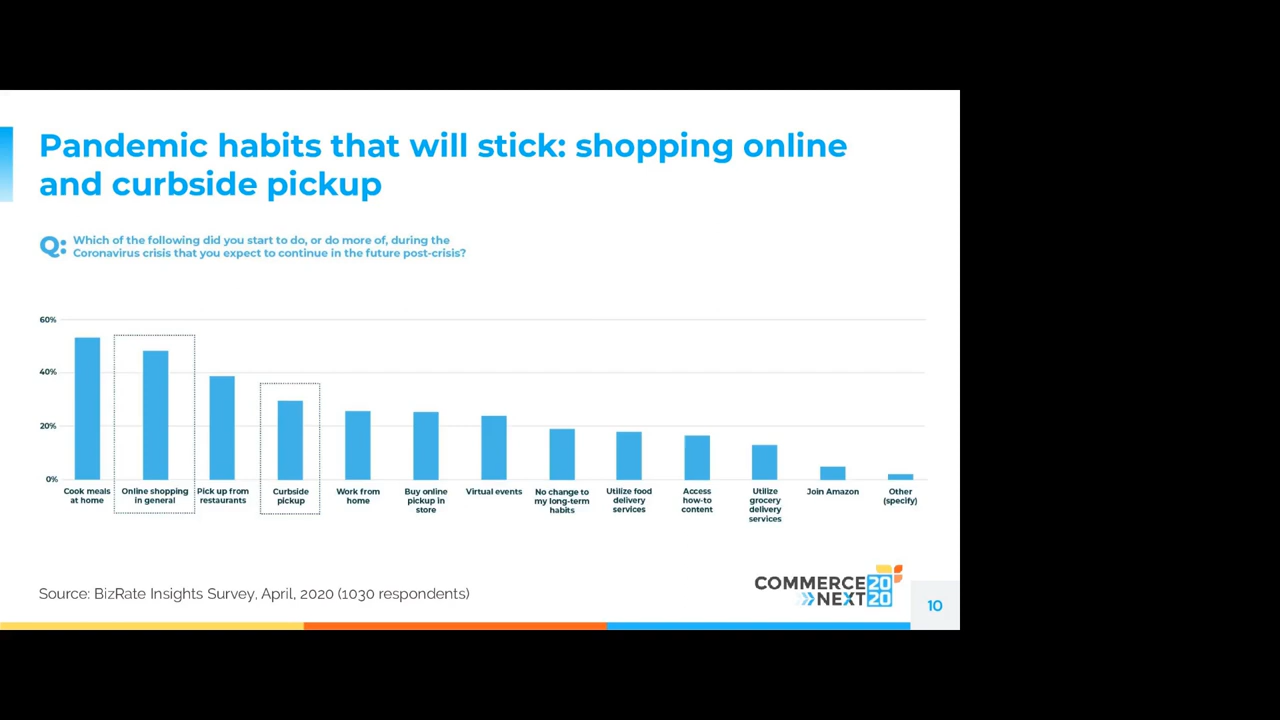 Pandemic habits that will stick: shopping online
and curbside pickup
Q:
Which of the following did you start to do, or do more of, during the
Coronavirus crisis that you expect to continue in the future post-crisis?
60%
40%
20%
0%
Cook meals
at home
Online shopping
in general
Pick up from
restaurants
Curbside
pickup
Work from
home
Buy online
pickup in
store
Virtual events
No change to
my long-term
habits
Utilize food
delivery
services
Access
how-to
content
Utilize
grocery
delivery
services
Join Amazon
Other
(specify)
Source: BizRate Insights Survey, April, 2020 (1030 respondents)
COMMERCE 20
NEXT 20
10